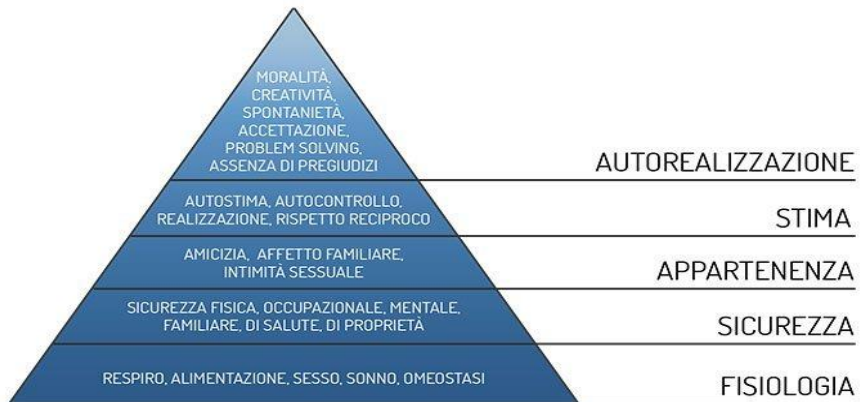 MORALITÀ,
CREATIVITÀ,
SPONTANIETÀ,
ACCETTAZIONE,
PROBLEM SOLVING,
ASSENZA DI PREGIUDIZI
AUTOREALIZZAZIONE
AUTOSTIMA, AUTOCONTROLLO,
REALIZZAZIONE, RISPETTO RECIPROCO
STIMA
AMICIZIA, AFFETTO FAMILIARE,
INTIMITÀ SESSUALE
APPARTENENZA
SICUREZZA FISICA, OCCUPAZIONALE, MENTALE,
FAMILIARE, DI SALUTE, DI PROPRIETÀ
SICUREZZA
RESPIRO, ALIMENTAZIONE, SESSO, SONNO, OMEOSTASI
FISIOLOGIA